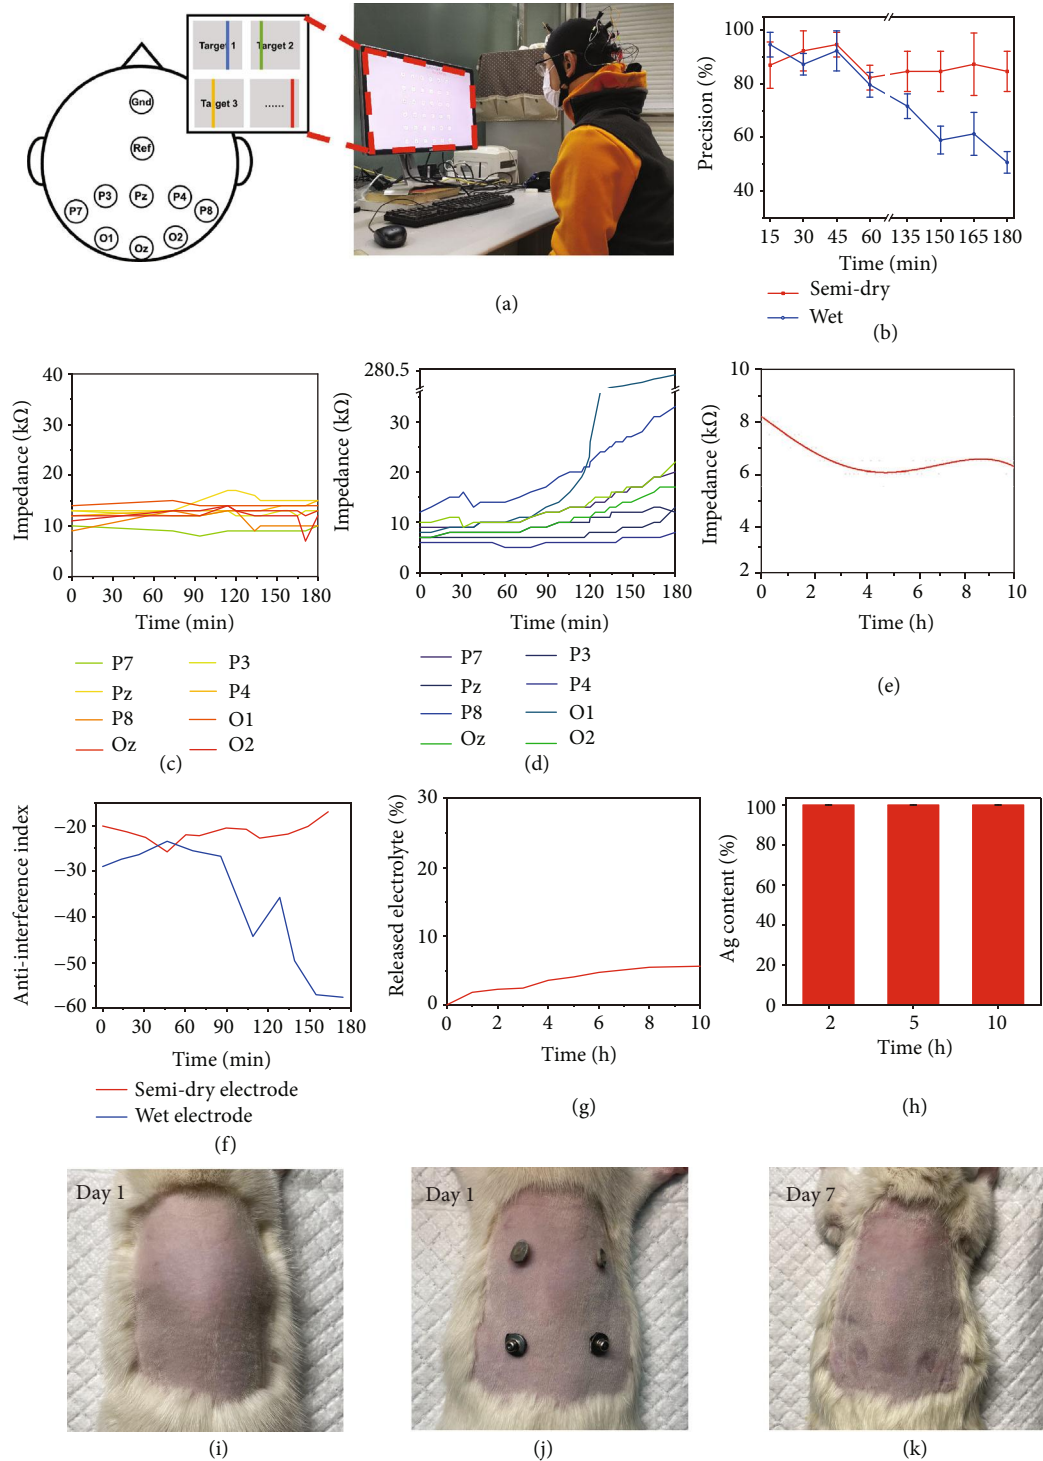 Target 1
Target 2
Target 3
......
Gnd
Ref
P3
Pz
P4
P7
P8
O1
Oz
O2
(a)
Precision (%)
100
80
60
40
15 30 45 60 135 150 165 180
Time (min)
Semi-dry
Wet
(b)
Impedance (kΩ)
40
30
20
10
0
0 30 60 90 120 150 180
Time (min)
P7 P3
Pz P4
P8 O1
Oz O2
(c)
Impedance (kΩ)
280.5
30
20
10
0
0 30 60 90 120 150 180
Time (min)
P7 P3
Pz P4
P8 O1
Oz O2
(d)
Impedance (kΩ)
10
8
6
4
2
0 2 4 6 8 10
Time (h)
(e)
Anti-interference index
−20
−30
−40
−50
−60
0 30 60 90 120 150 180
Time (min)
Semi-dry electrode
Wet electrode
(f)
Released electrolyte (%)
30
20
10
0
0 2 4 6 8 10
Time (h)
(g)
Ag content (%)
100
80
60
40
20
0
2 5 10
Time (h)
(h)
Day 1
(i)
Day 1
(j)
Day 7
(k)